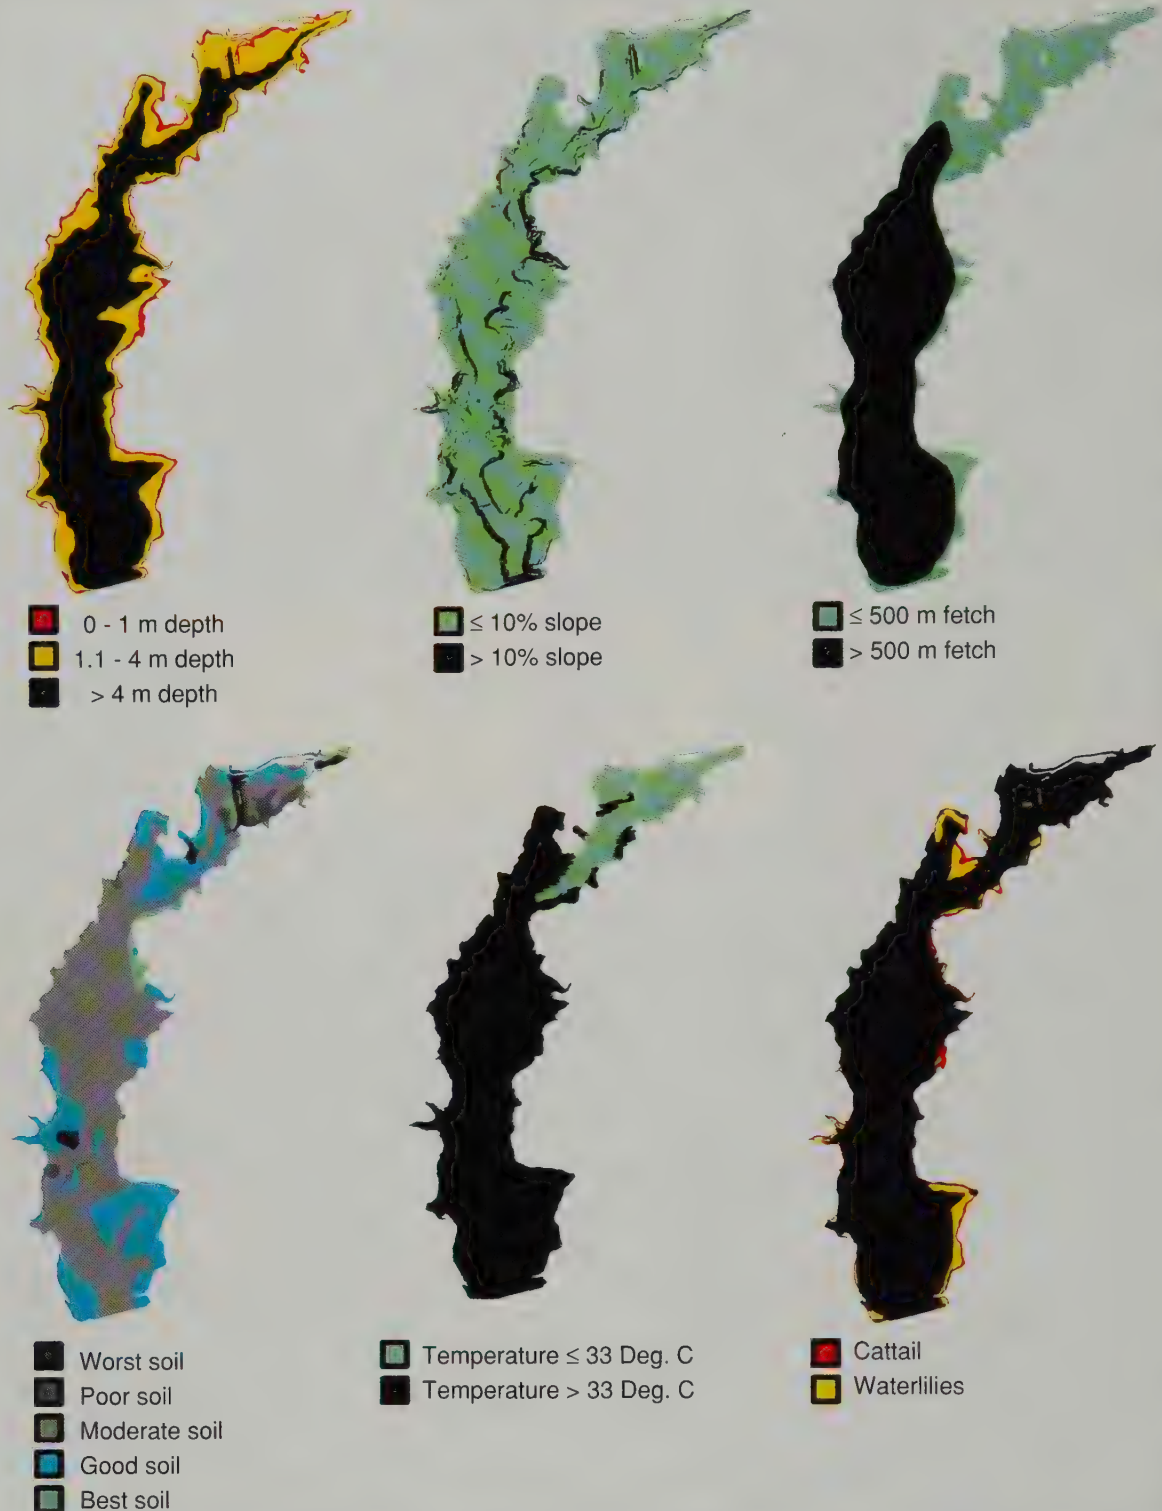 0 - 1 m depth
1.1 - 4 m depth
> 4 m depth
≤ 10% slope
> 10% slope
≤ 500 m fetch
> 500 m fetch
Worst soil
Poor soil
Moderate soil
Good soil
Best soil
Temperature ≤ 33 Deg. C
Temperature > 33 Deg. C
Cattail
Waterlilies